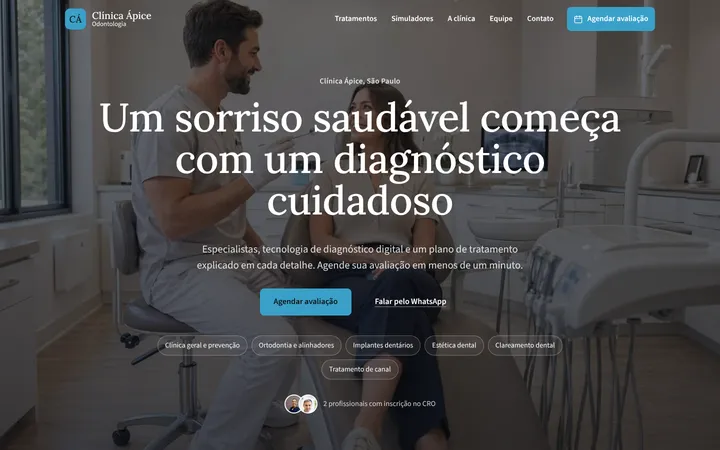 CÁ
Clínica Ápice
Odontologia
Tratamentos
Simuladores
A clínica
Equipe
Contato
Agendar avaliação
Clínica Ápice, São Paulo
Um sorriso saudável começa
com um diagnóstico
cuidadoso
Especialistas, tecnologia de diagnóstico digital e um plano de tratamento
explicado em cada detalhe. Agende sua avaliação em menos de um minuto.
Agendar avaliação
Falar pelo WhatsApp
Clínica geral e prevenção
Ortodontia e alinhadores
Implantes dentários
Estética dental
Clareamento dental
Tratamento de canal
2 profissionais com inscrição no CRO